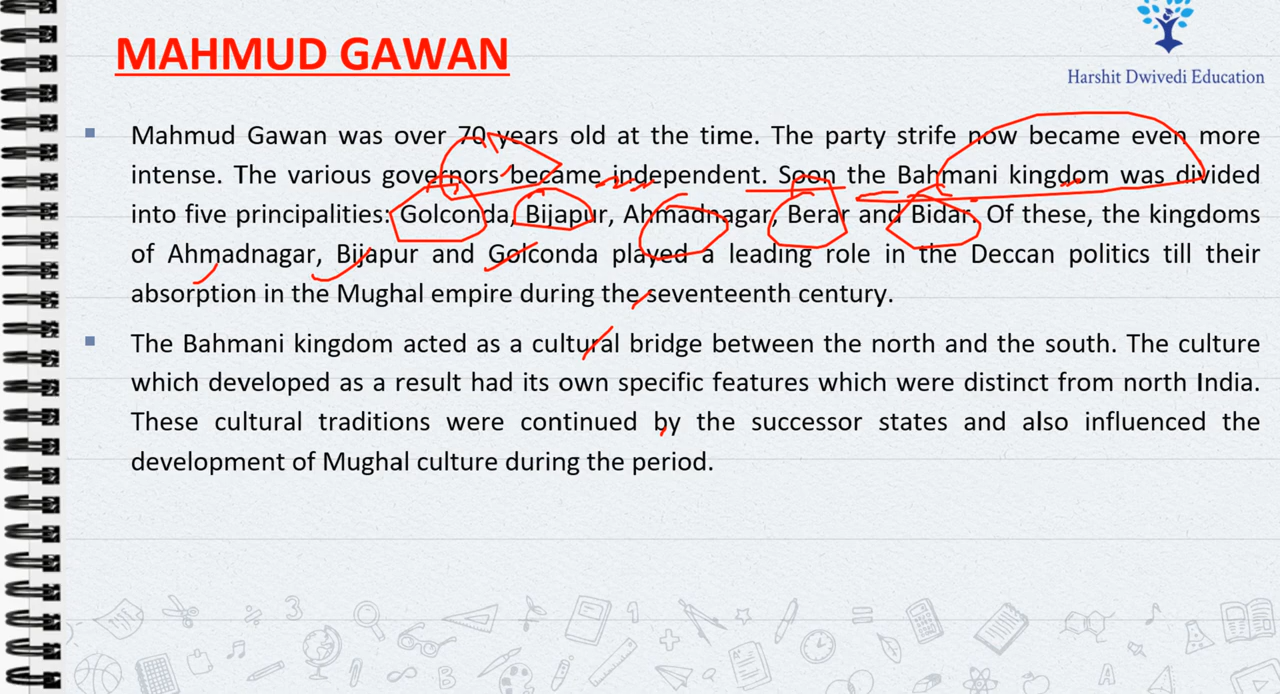 MAHMUD GAWAN
Harshit Dwivedi Education
Mahmud Gawan was over 70 years old at the time. The party strife now became even more
intense. The various governors became independent. Soon the Bahmani kingdom was divided
into five principalities: Golconda, Bijapur, Ahmadnagar, Berar and Bidar. Of these, the kingdoms
of Ahmadnagar, Bijapur and Golconda played a leading role in the Deccan politics till their
absorption in the Mughal empire during the seventeenth century.
The Bahmani kingdom acted as a cultural bridge between the north and the south. The culture
which developed as a result had its own specific features which were distinct from north India.
These cultural traditions were continued by the successor states and also influenced the
development of Mughal culture during the period.